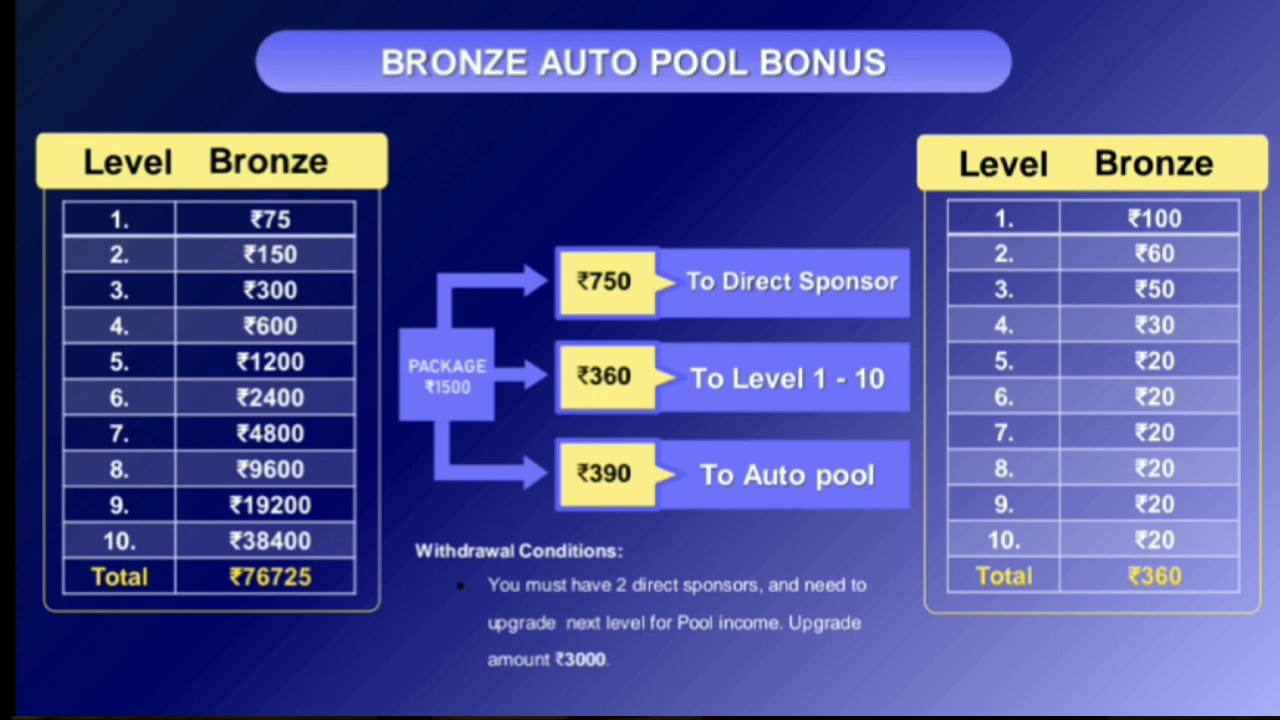 BRONZE AUTO POOL BONUS
Level Bronze
1. ₹75
2. ₹150
3. ₹300
4. ₹600
5. ₹1200
6. ₹2400
7. ₹4800
8. ₹9600
9. ₹19200
10. ₹38400
Total ₹76725
PACKAGE
₹1500
₹750 To Direct Sponsor
₹360 To Level 1 - 10
₹390 To Auto pool
Withdrawal Conditions:
• You must have 2 direct sponsors, and need to
upgrade next level for Pool income. Upgrade
amount ₹3000.
Level Bronze
1. ₹100
2. ₹60
3. ₹50
4. ₹30
5. ₹20
6. ₹20
7. ₹20
8. ₹20
9. ₹20
10. ₹20
Total ₹360